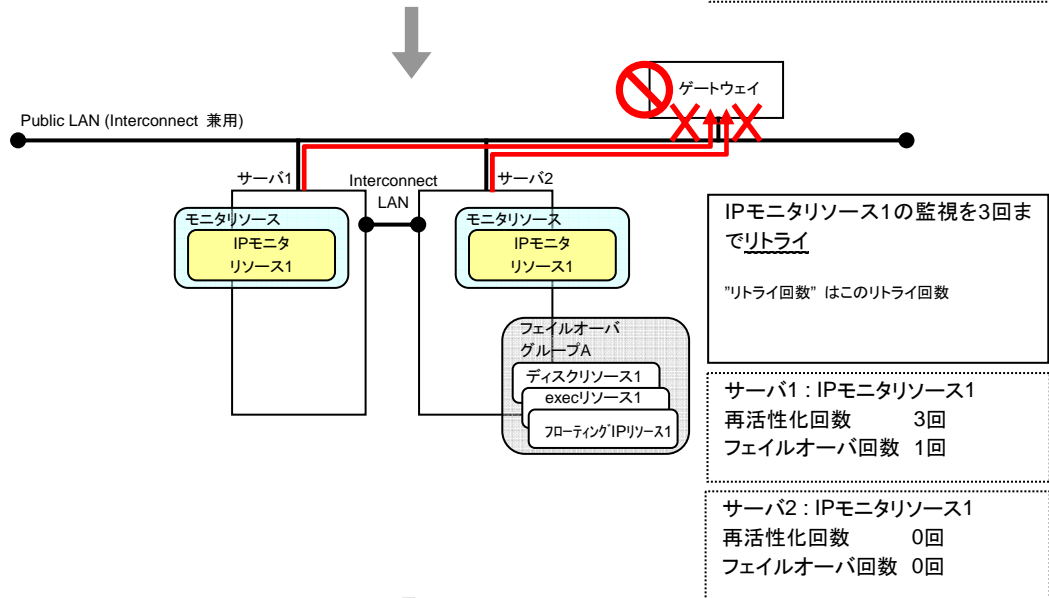 ゲートウェイ
Public LAN (Interconnect 兼用)
サーバ1
Interconnect
LAN
サーバ2
モニタリソース
IPモニタ
リソース1
モニタリソース
IPモニタ
リソース1
フェイルオーバ
グループA
ディスクリソース1
execリソース1
フローティングIPリソース1
IPモニタリソース1の監視を3回ま
でリトライ
"リトライ回数" はこのリトライ回数
サーバ1 : IPモニタリソース1
再活性化回数 3回
フェイルオーバ回数 1回
サーバ2 : IPモニタリソース1
再活性化回数 0回
フェイルオーバ回数 0回